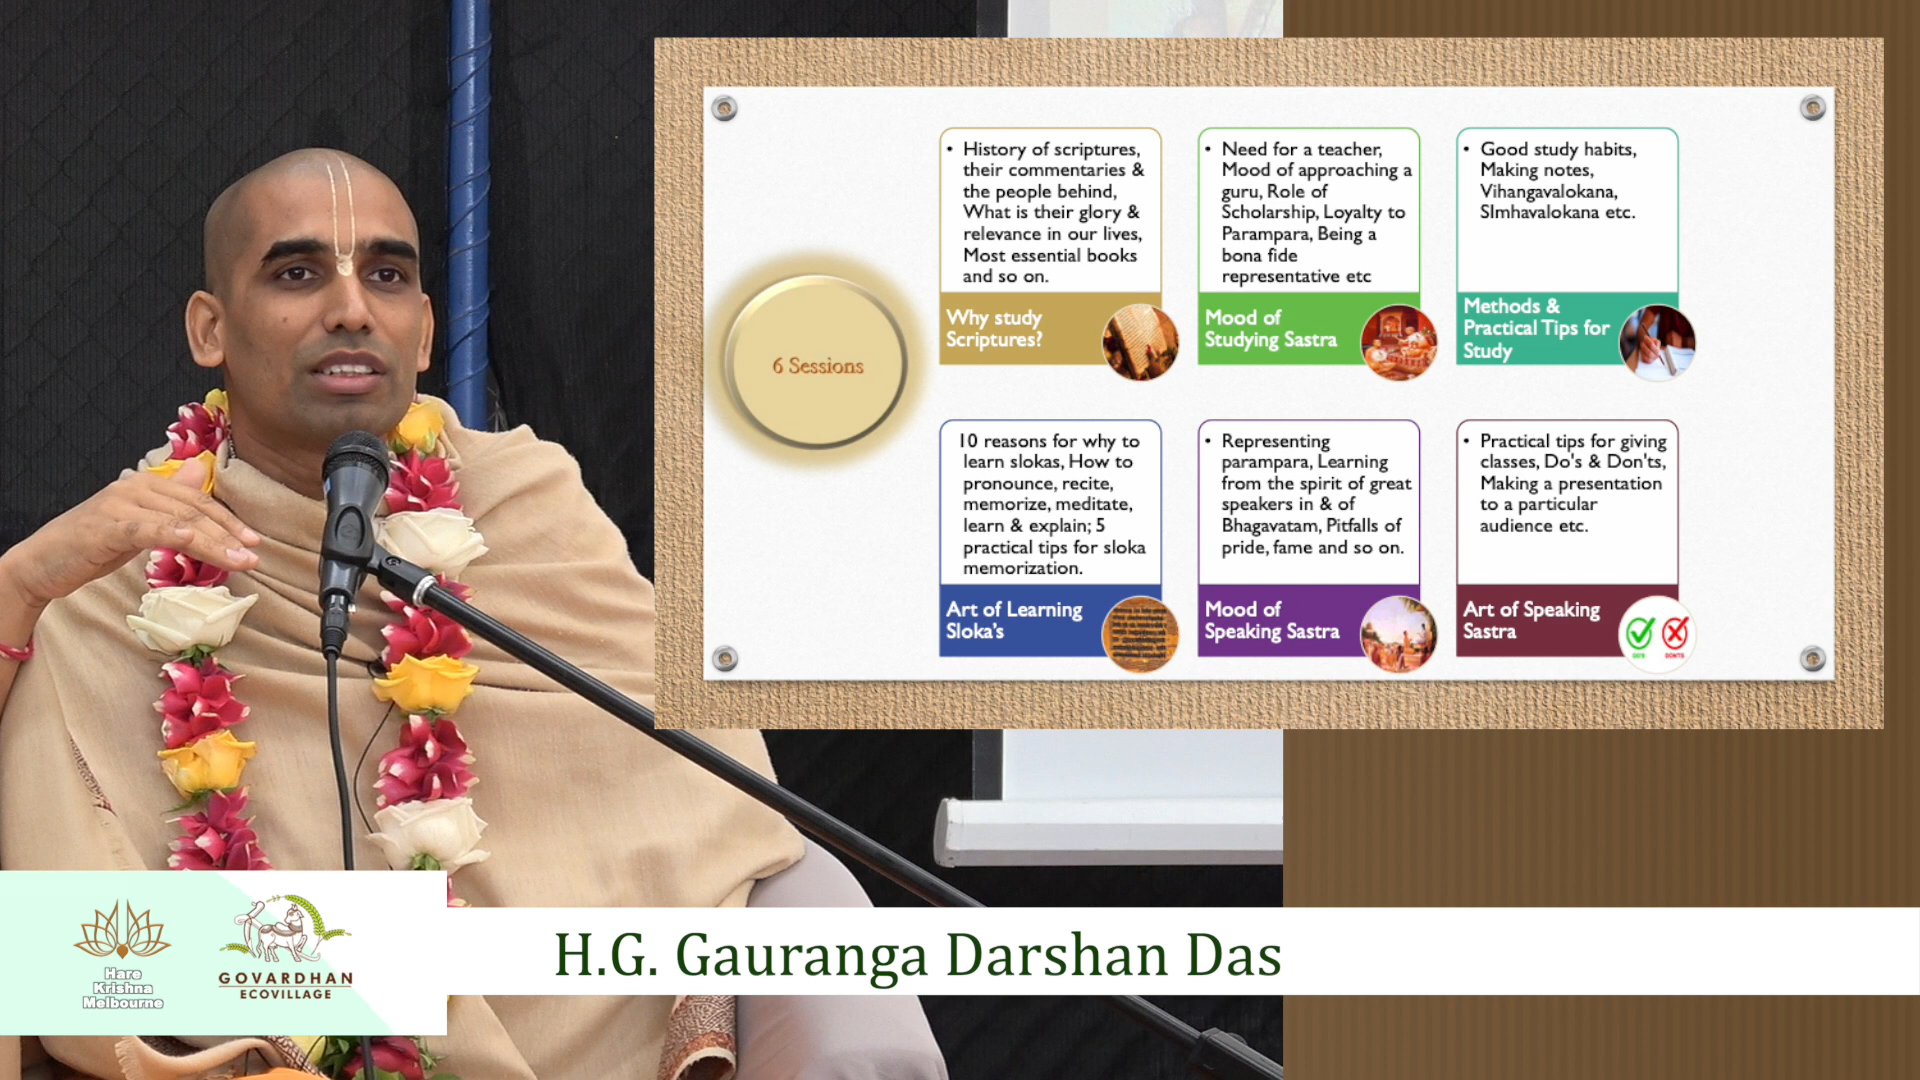 6 Sessions
• History of scriptures,
their commentaries &
the people behind,
What is their glory &
relevance in our lives,
Most essential books
and so on.
Why study
Scriptures?
• Need for a teacher,
Mood of approaching a
guru, Role of
Scholarship, Loyalty to
Parampara, Being a
bona fide
representative etc
Mood of
Studying Sastra
• Good study habits,
Making notes,
Vihangavalokana,
SImhavalokana etc.
Methods &
Practical Tips for
Study
10 reasons for why to
learn slokas, How to
pronounce, recite,
memorize, meditate,
learn & explain; 5
practical tips for sloka
memorization.
Art of Learning
Sloka's
• Representing
parampara, Learning
from the spirit of great
speakers in & of
Bhagavatam, Pitfalls of
pride, fame and so on.
Mood of
Speaking Sastra
• Practical tips for giving
classes, Do's & Don'ts,
Making a presentation
to a particular
audience etc.
Art of Speaking
Sastra
DO'S DON'TS
Hare
Krishna
Melbourne
GOVARDHAN
ECOVILLAGE
H.G. Gauranga Darshan Das